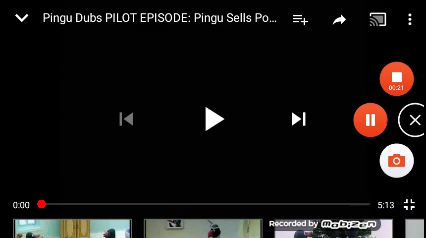 Pingu Dubs PILOT EPISODE: Pingu Sells Po...
00:21
0:00
5:13
Recorded by mobizen